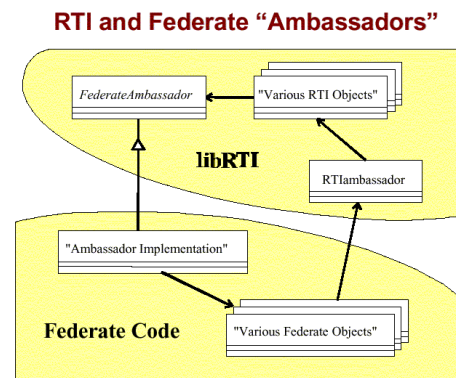 RTI and Federate “Ambassadors”
FederateAmbassador
"Various RTI Objects"
libRTI
RTIambassador
"Ambassador Implementation"
Federate Code
"Various Federate Objects"